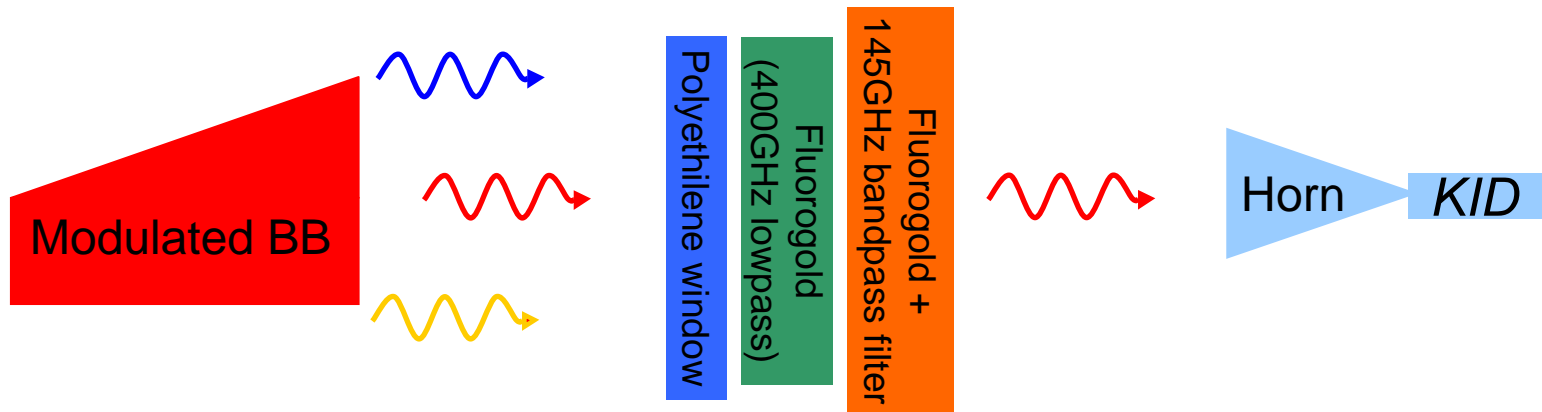 Modulated BB
Polyethilene window
Fluorogold
(400GHz lowpass)
Fluorogold +
145GHz bandpass filter
Horn
KID